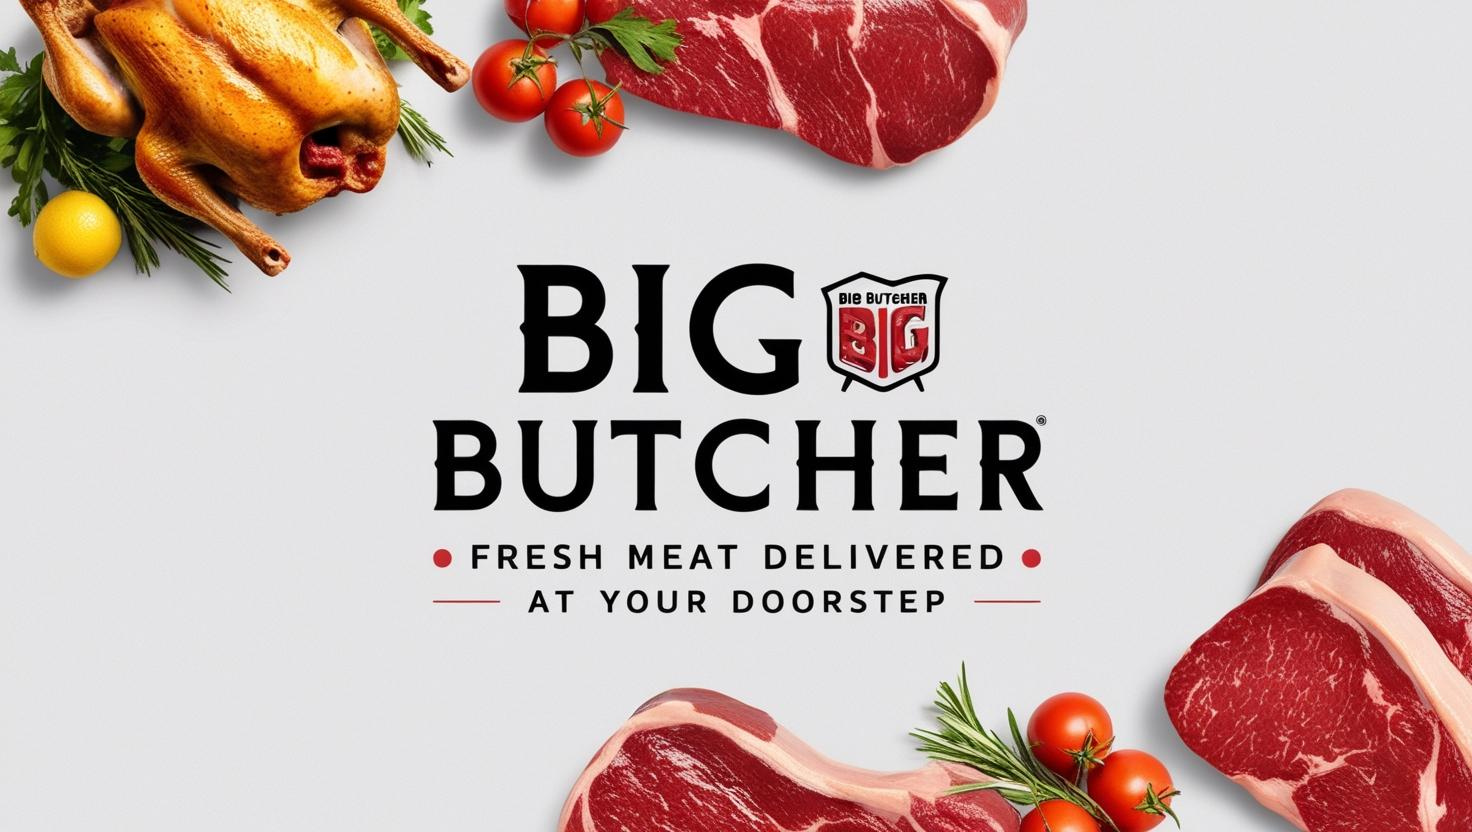 BIG
BIG BUTCHER
BIG
BUTCHER®
FRESH MEAT DELIVERED
AT YOUR DOORSTEP